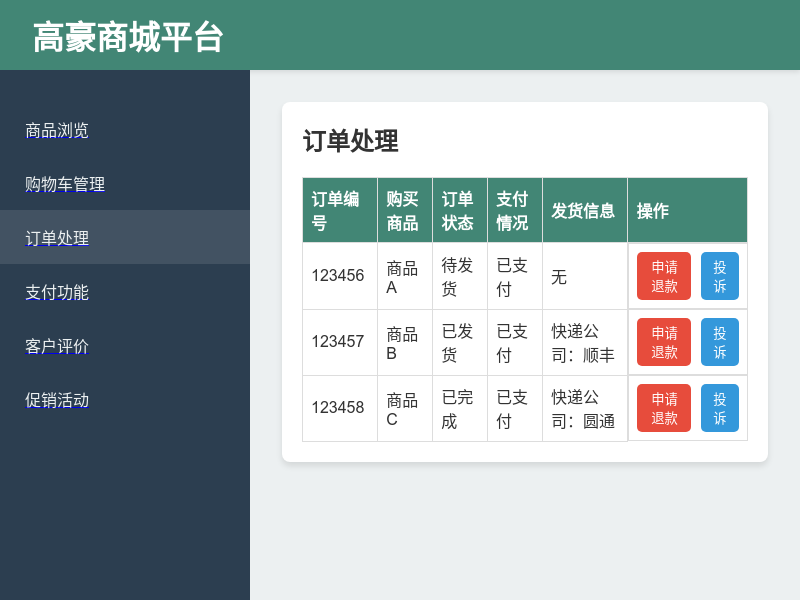 高豪商城平台
商品浏览
购物车管理
订单处理
支付功能
客户评价
促销活动
订单处理
订单编号 购买商品 订单状态 支付情况 发货信息 操作
123456 商品A 待发货 已支付 无 申请退款 投诉
123457 商品B 已发货 已支付 快递公司：顺丰 申请退款 投诉
123458 商品C 已完成 已支付 快递公司：圆通 申请退款 投诉